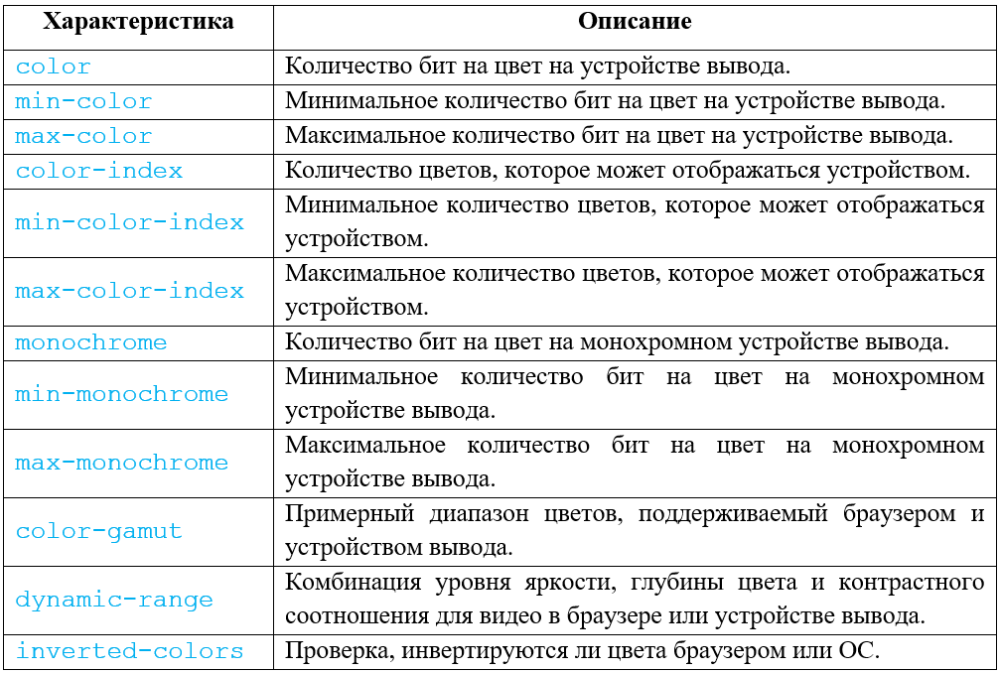 Характеристика Описание
color Количество бит на цвет на устройстве вывода.
min-color Минимальное количество бит на цвет на устройстве вывода.
max-color Максимальное количество бит на цвет на устройстве вывода.
color-index Количество цветов, которое может отображаться устройством.
min-color-index Минимальное количество цветов, которое может отображаться
устройством.
max-color-index Максимальное количество цветов, которое может отображаться
устройством.
monochrome Количество бит на цвет на монохромном устройстве вывода.
min-monochrome Минимальное количество бит на цвет на монохромном
устройстве вывода.
max-monochrome Максимальное количество бит на цвет на монохромном
устройстве вывода.
color-gamut Примерный диапазон цветов, поддерживаемый браузером и
устройством вывода.
dynamic-range Комбинация уровня яркости, глубины цвета и контрастного
соотношения для видео в браузере или устройстве вывода.
inverted-colors Проверка, инвертируются ли цвета браузером или ОС.